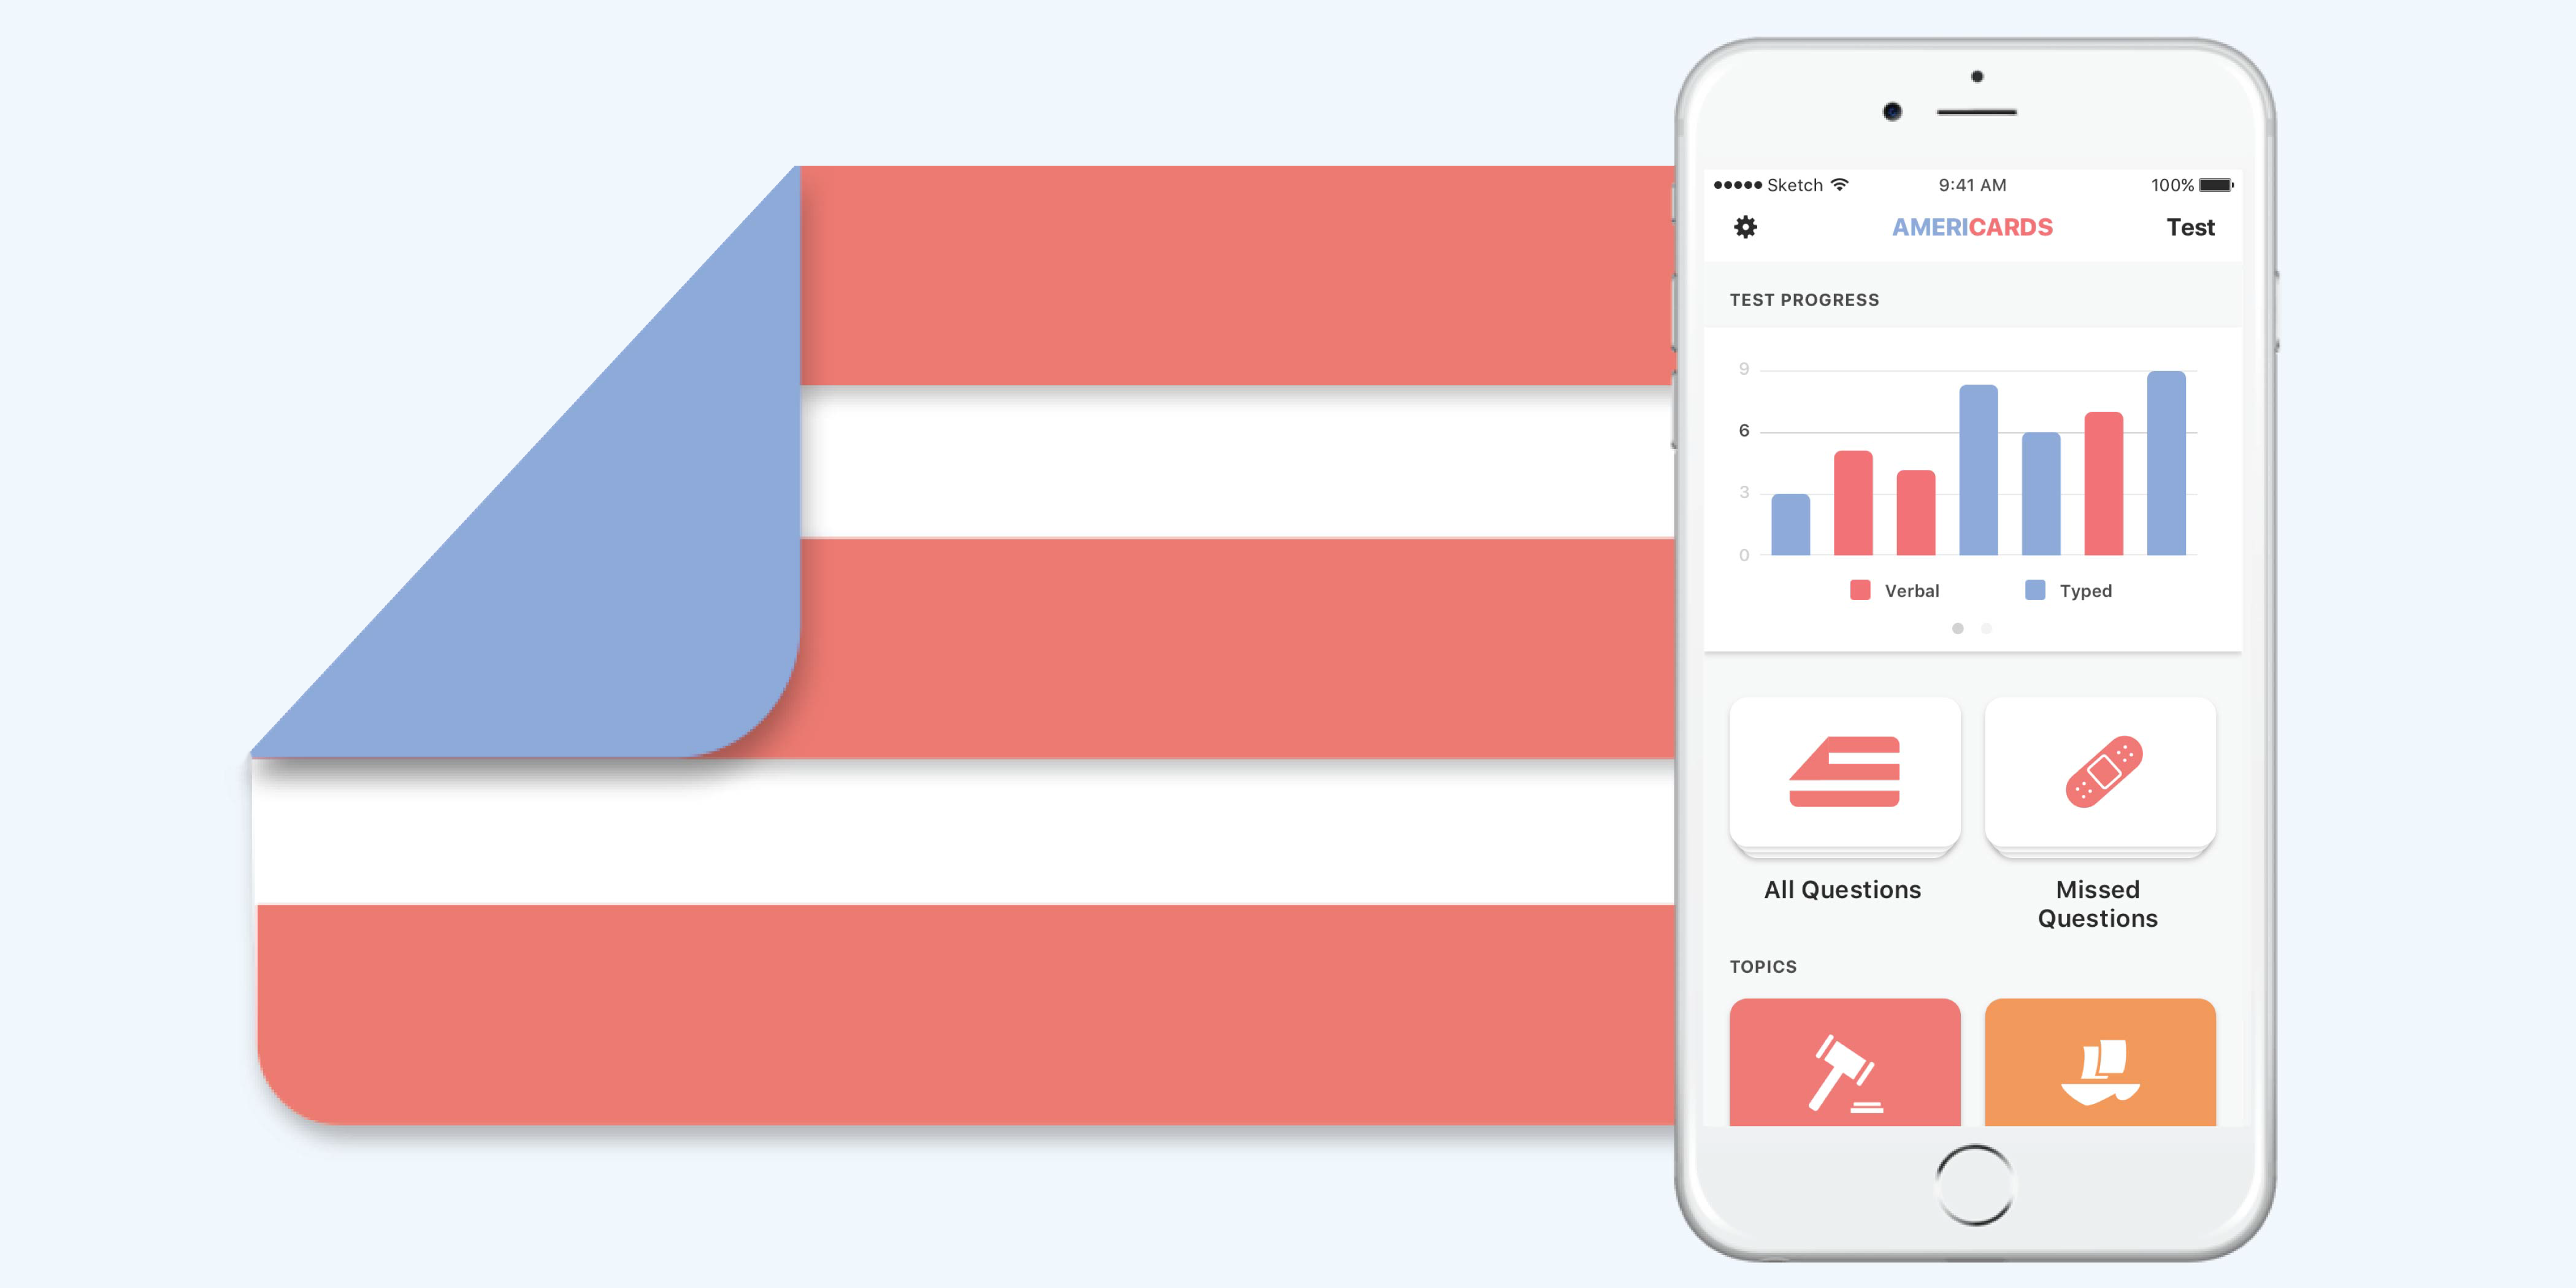 Sketch 9:41 AM 100%
AMERICARDS Test
TEST PROGRESS
9
6
3
0
Verbal Typed
All Questions Missed
Questions
TOPICS